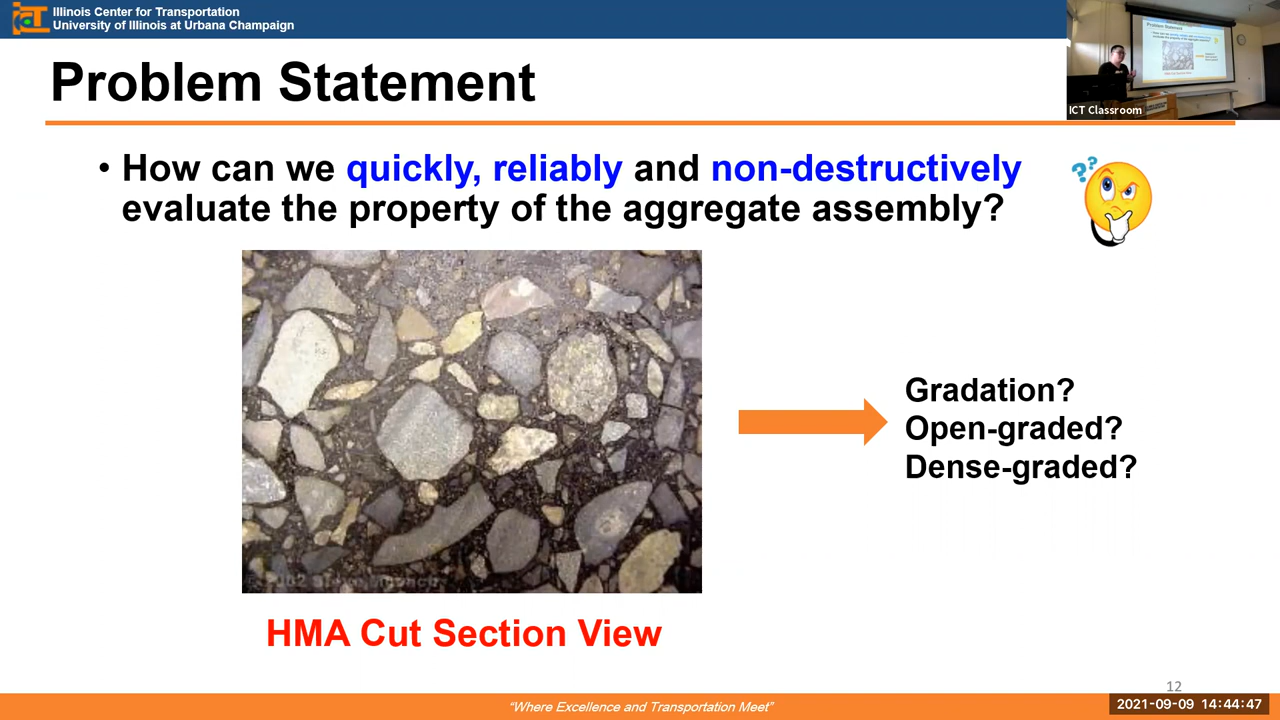 Illinois Center for Transportation
University of Illinois at Urbana Champaign
Problem Statement
ICT Classroom
• How can we quickly, reliably and non-destructively
evaluate the property of the aggregate assembly?
Gradation?
Open-graded?
Dense-graded?
HMA Cut Section View
12
“Where Excellence and Transportation Meet”
2021-09-09 14:44:47